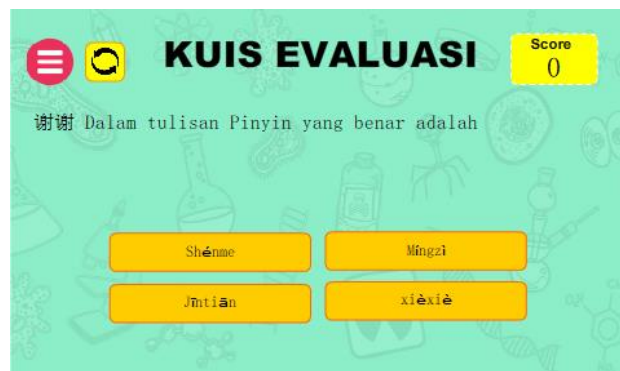 KUIS EVALUASI
Score
0
谢谢 Dalam tulisan Pinyin yang benar adalah
Shénme
Míngzì
Jīntiān
xièxiè